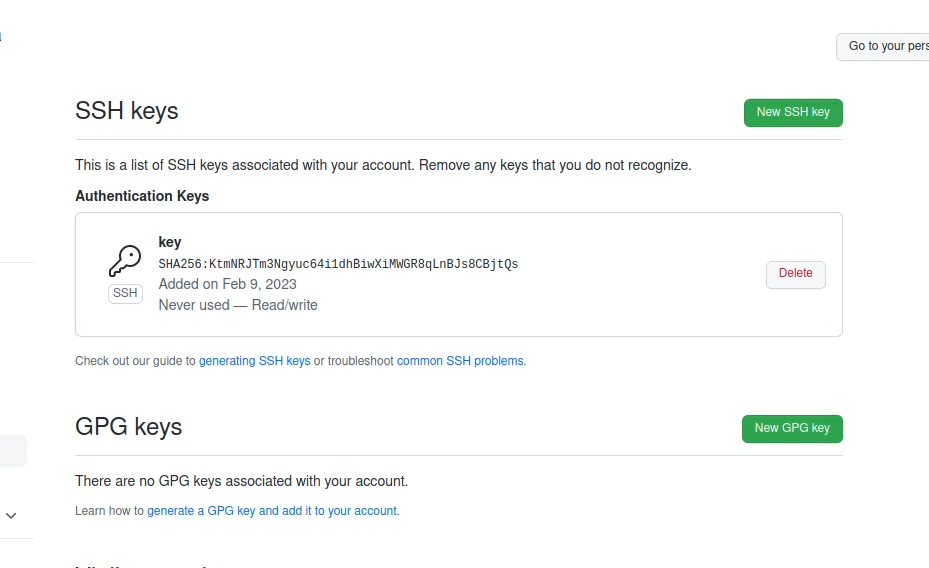 Go to your pers
SSH keys
New SSH key
This is a list of SSH keys associated with your account. Remove any keys that you do not recognize.
Authentication Keys
key
SHA256:KtmNRJTm3Ngyuc64i1dhBiwXiMWGR8qLnBJs8CBjtQs
Added on Feb 9, 2023
Never used — Read/write
SSH
Delete
Check out our guide to generating SSH keys or troubleshoot common SSH problems.
GPG keys
New GPG key
There are no GPG keys associated with your account.
Learn how to generate a GPG key and add it to your account.